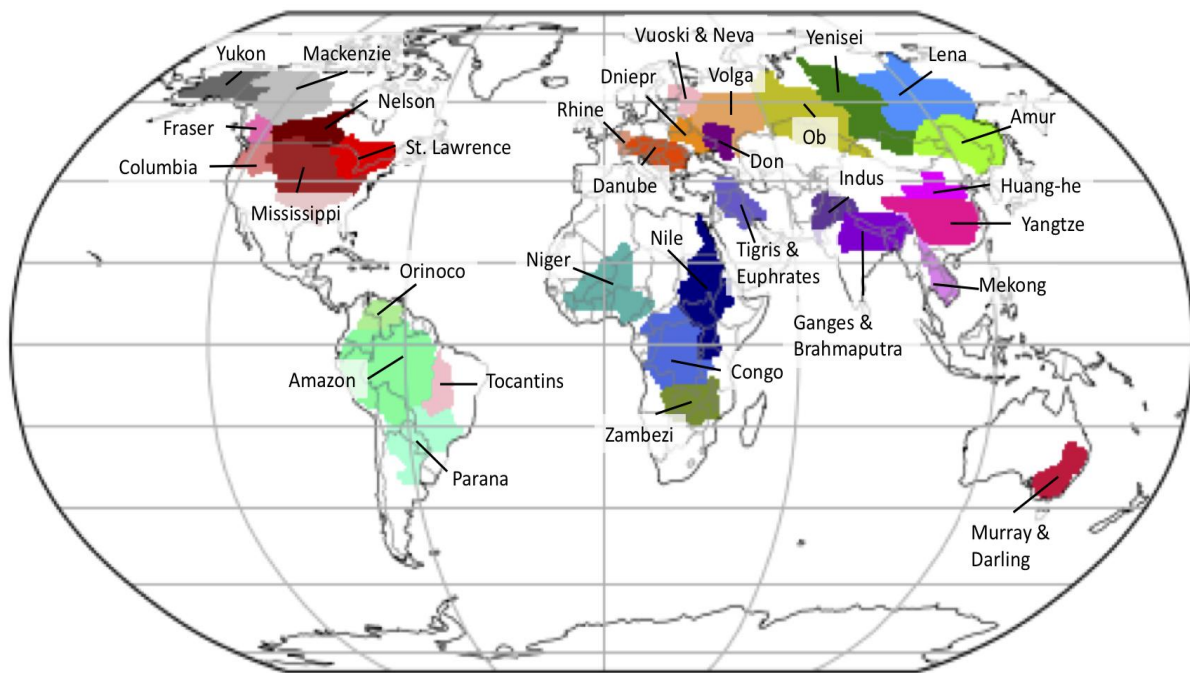 Yukon
Mackenzie
Nelson
Fraser
St. Lawrence
Columbia
Mississippi
Orinoco
Amazon
Tocantins
Parana
Vuoski & Neva
Yenisei
Lena
Dniepr
Volga
Rhine
Ob
Amur
Don
Danube
Indus
Huang-he
Yangtze
Nile
Niger
Tigris &
Euphrates
Mekong
Ganges &
Brahmaputra
Congo
Zambezi
Murray &
Darling